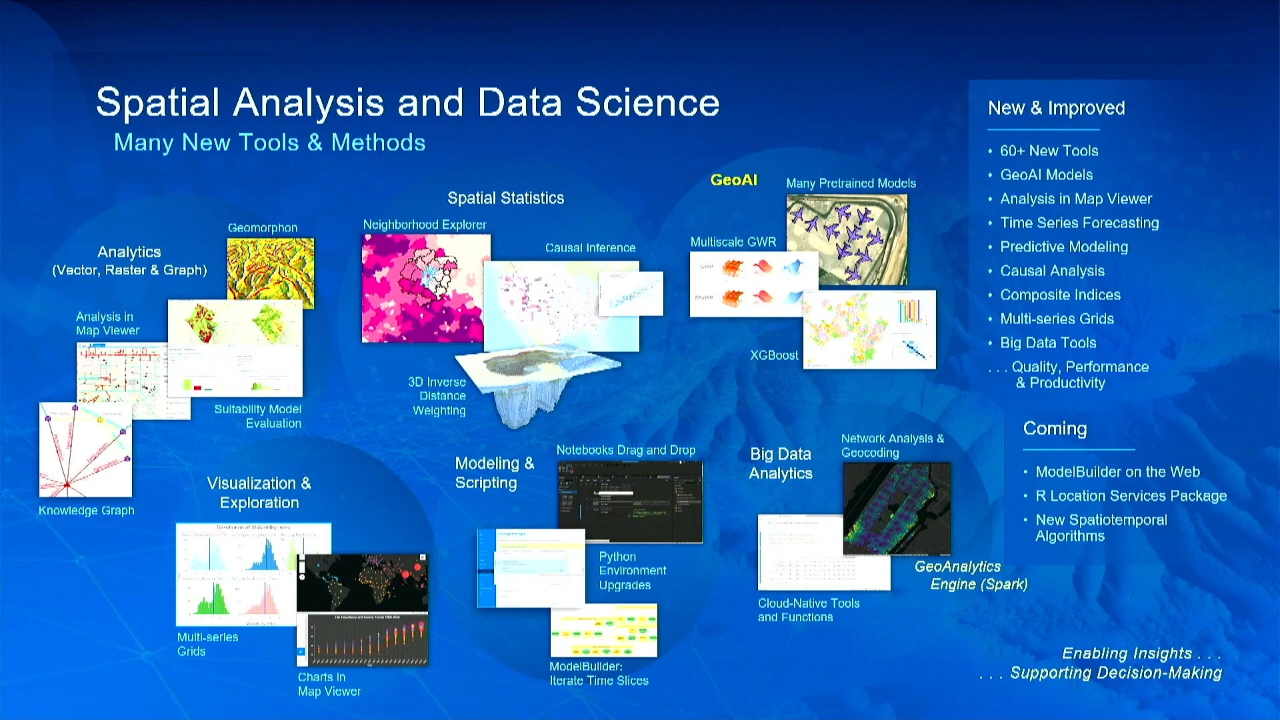 Spatial Analysis and Data Science
Many New Tools & Methods
Analytics
(Vector, Raster & Graph)
Geomorphon
Analysis in
Map Viewer
Suitability Model
Evaluation
Knowledge Graph
Spatial Statistics
Neighborhood Explorer
Causal Inference
3D Inverse
Distance
Weighting
GeoAI
Many Pretrained Models
Multiscale GWR
GWR
MGWR
XGBoost
Visualization &
Exploration
Multi-series
Grids
Charts in
Map Viewer
Modeling &
Scripting
Notebooks Drag and Drop
Python
Environment
Upgrades
ModelBuilder:
Iterate Time Slices
Big Data
Analytics
Network Analysis &
Geocoding
GeoAnalytics
Engine (Spark)
Cloud-Native Tools
and Functions
New & Improved
• 60+ New Tools
• GeoAI Models
• Analysis in Map Viewer
• Time Series Forecasting
• Predictive Modeling
• Causal Analysis
• Composite Indices
• Multi-series Grids
• Big Data Tools
. . . Quality, Performance
& Productivity
Coming
• ModelBuilder on the Web
• R Location Services Package
• New Spatiotemporal
Algorithms
Enabling Insights . . .
. . . Supporting Decision-Making